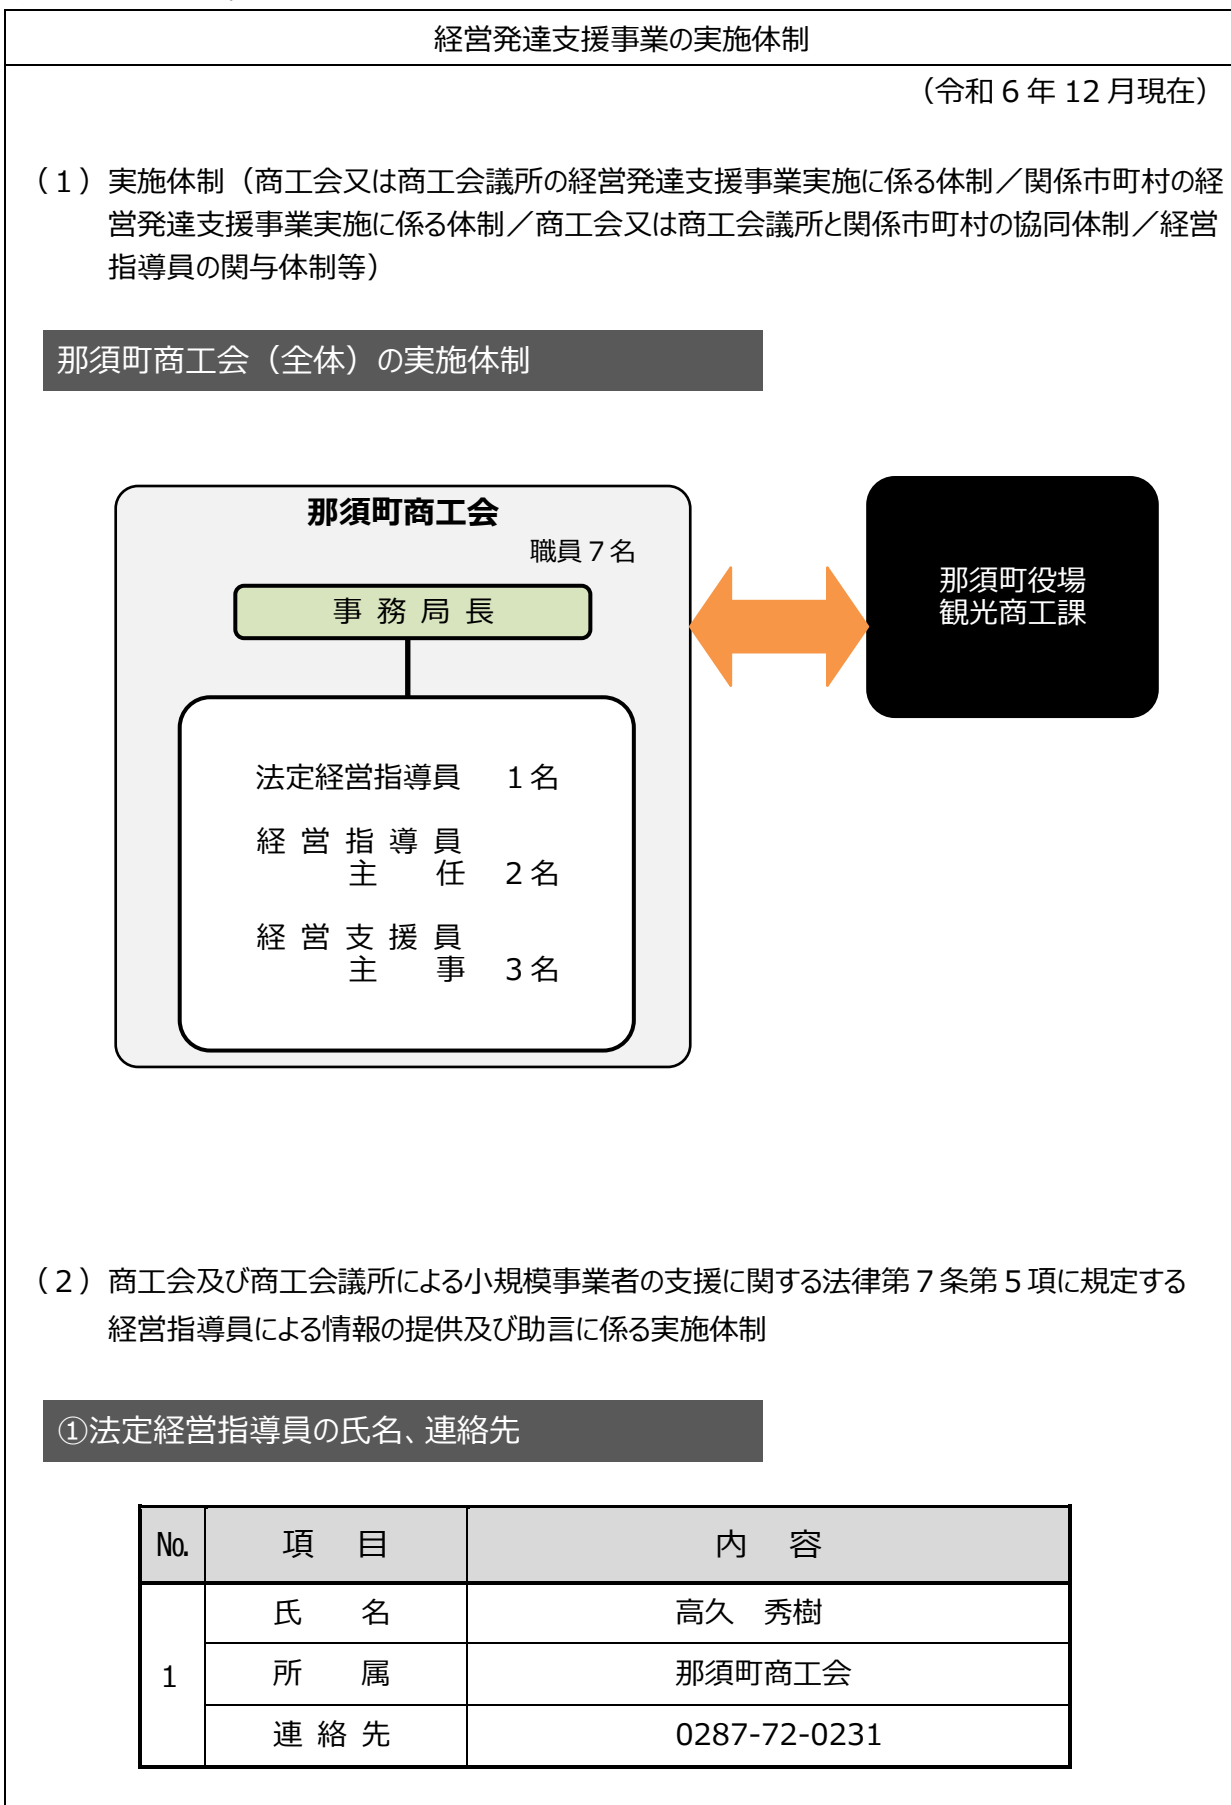 経営発達支援事業の実施体制
（令和６年12月現在）
（１）実施体制（商工会又は商工会議所の経営発達支援事業実施に係る体制／関係市町村の経
営発達支援事業実施に係る体制／商工会又は商工会議所と関係市町村の協同体制／経営
指導員の関与体制等）
那須町商工会（全体）の実施体制
那須町商工会
職員７名
事務局長
那須町役場
観光商工課
法定経営指導員　１名
経営指導員
主　任　２名
経営支援員
主　事　３名
（２）商工会及び商工会議所による小規模事業者の支援に関する法律第７条第５項に規定する
経営指導員による情報の提供及び助言に係る実施体制
①法定経営指導員の氏名、連絡先
№　項　目　内　容
氏　名　高久　秀樹
1　所　属　那須町商工会
連絡先　0287-72-0231